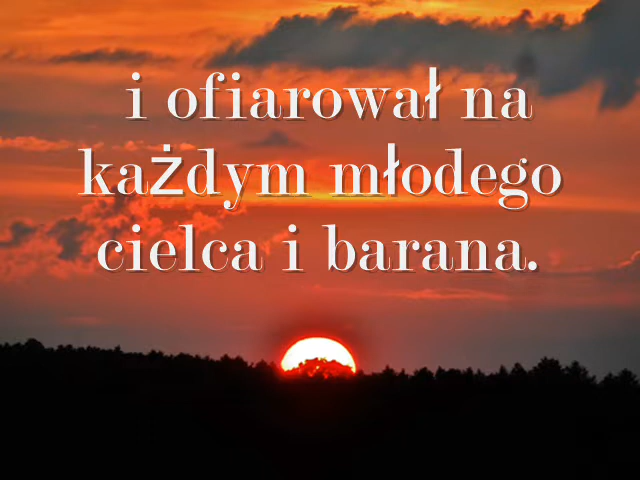 i ofiarował na
każdym młodego
cielca i barana.